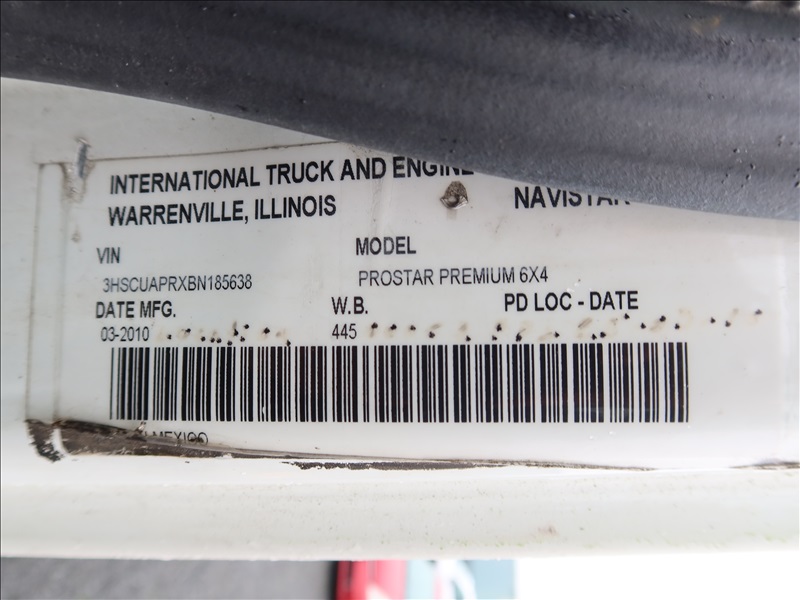 INTERNATIONAL TRUCK AND ENGINE
WARRENVILLE, ILLINOIS NAVISTAR
VIN MODEL
3HSCUAPRXBN185638 PROSTAR PREMIUM 6X4
DATE MFG. W.B. PD LOC - DATE
03-2010 445
MEXICO